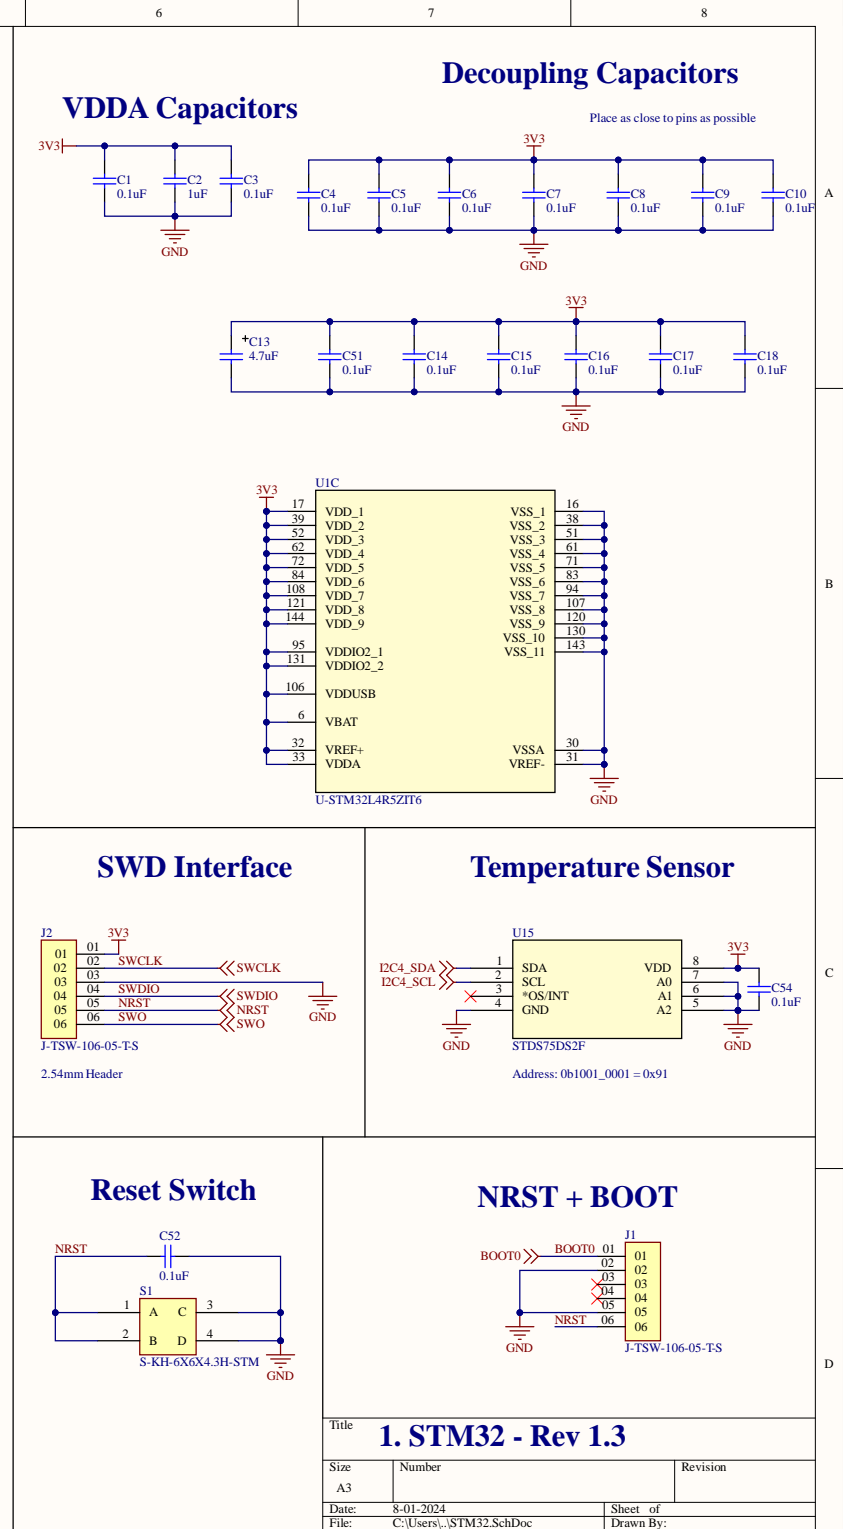 6 7 8
Decoupling Capacitors
VDDA Capacitors
Place as close to pins as possible
3V3
C1 0.1uF
C2 1uF
C3 0.1uF
GND
3V3
C4 0.1uF
C5 0.1uF
C6 0.1uF
C7 0.1uF
C8 0.1uF
C9 0.1uF
C10 0.1uF
GND
A
3V3
+C13 4.7uF
C51 0.1uF
C14 0.1uF
C15 0.1uF
C16 0.1uF
C17 0.1uF
C18 0.1uF
GND
U1C
3V3
17 VDD_1 VSS_1 16
39 VDD_2 VSS_2 38
52 VDD_3 VSS_3 51
62 VDD_4 VSS_4 61
72 VDD_5 VSS_5 71
84 VDD_6 VSS_6 83
108 VDD_7 VSS_7 94
121 VDD_8 VSS_8 107
144 VDD_9 VSS_9 120
VSS_10 130
95 VDDIO2_1 VSS_11 143
131 VDDIO2_2
106 VDDUSB
6 VBAT
32 VREF+ VSSA 30
33 VDDA VREF- 31
GND
U-STM32L4R5ZIT6
B
SWD Interface
J2
3V3
01 01
02 02 SWCLK SWCLK
03 03
04 04 SWDIO SWDIO
05 05 NRST NRST
06 06 SWO SWO
GND
J-TSW-106-05-T-S
2.54mm Header
Temperature Sensor
U15
3V3
I2C4_SDA 1 SDA VDD 8
I2C4_SCL 2 SCL A0 7
3 *OS/INT A1 6
4 GND A2 5
C54 0.1uF
GND
GND
STDS75DS2F
Address: 0b1001_0001 = 0x91
C
Reset Switch
C52
NRST
0.1uF
S1
1 A C 3
2 B D 4
S-KH-6X6X4.3H-STM
GND
NRST + BOOT
J1
BOOT0 BOOT0 01 01
02 02
03 03
04 04
05 05
NRST 06 06
GND
J-TSW-106-05-T-S
D
Title
1. STM32 - Rev 1.3
Size Number Revision
A3
Date: 8-01-2024 Sheet of
File: C:\Users\..\STM32.SchDoc Drawn By: